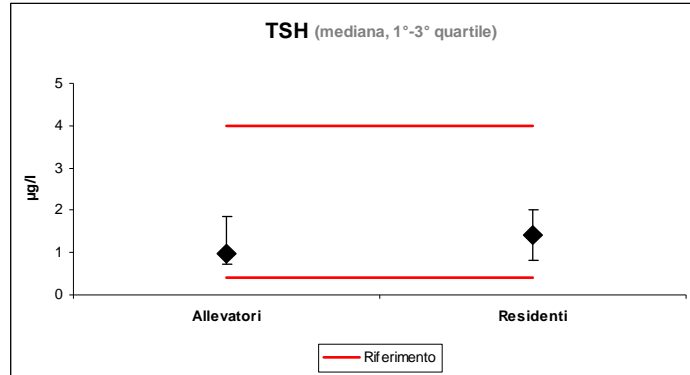 TSH (mediana, 1°-3° quartile)
5
4
3
2
1
0
µg/l
Allevatori
Residenti
Riferimento